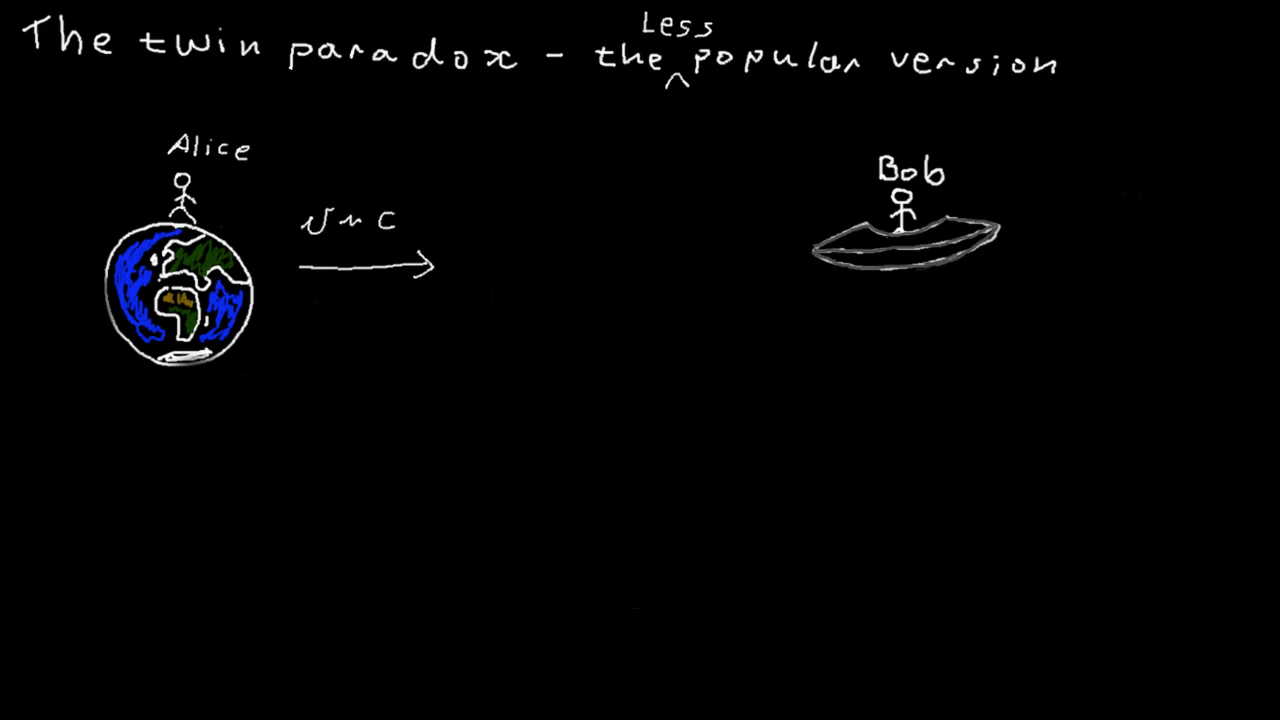 Less
The twin paradox - the ^ popular version
Alice
Bob
v ~ c